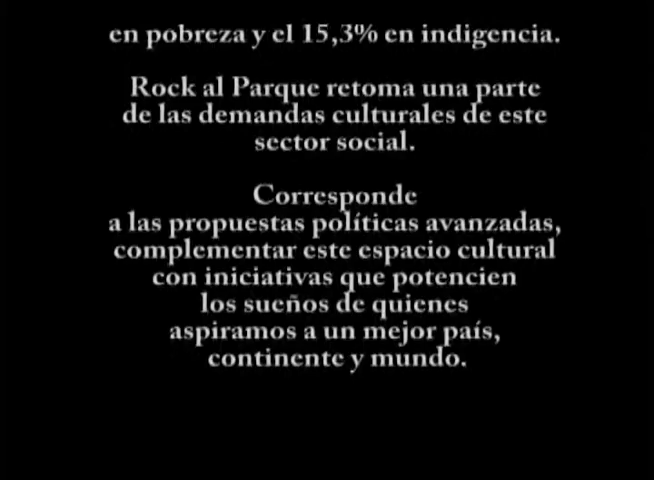 en pobreza y el 15,3% en indigencia.
Rock al Parque retoma una parte
de las demandas culturales de este
sector social.
Corresponde
a las propuestas políticas avanzadas,
complementar este espacio cultural
con iniciativas que potencien
los sueños de quienes
aspiramos a un mejor país,
continente y mundo.